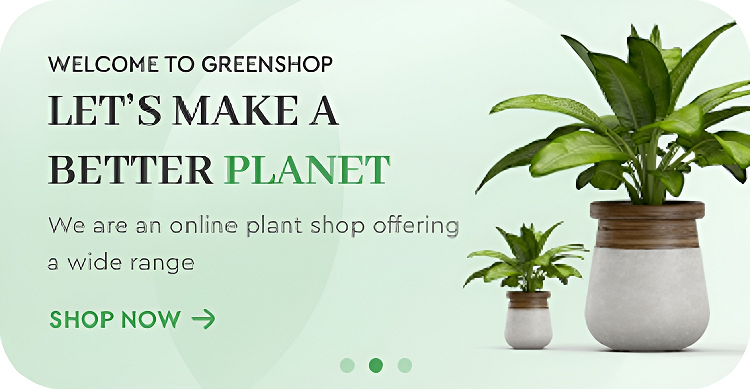 WELCOME TO GREENSHOP
LET’S MAKE A
BETTER PLANET
We are an online plant shop offering
a wide range
SHOP NOW →